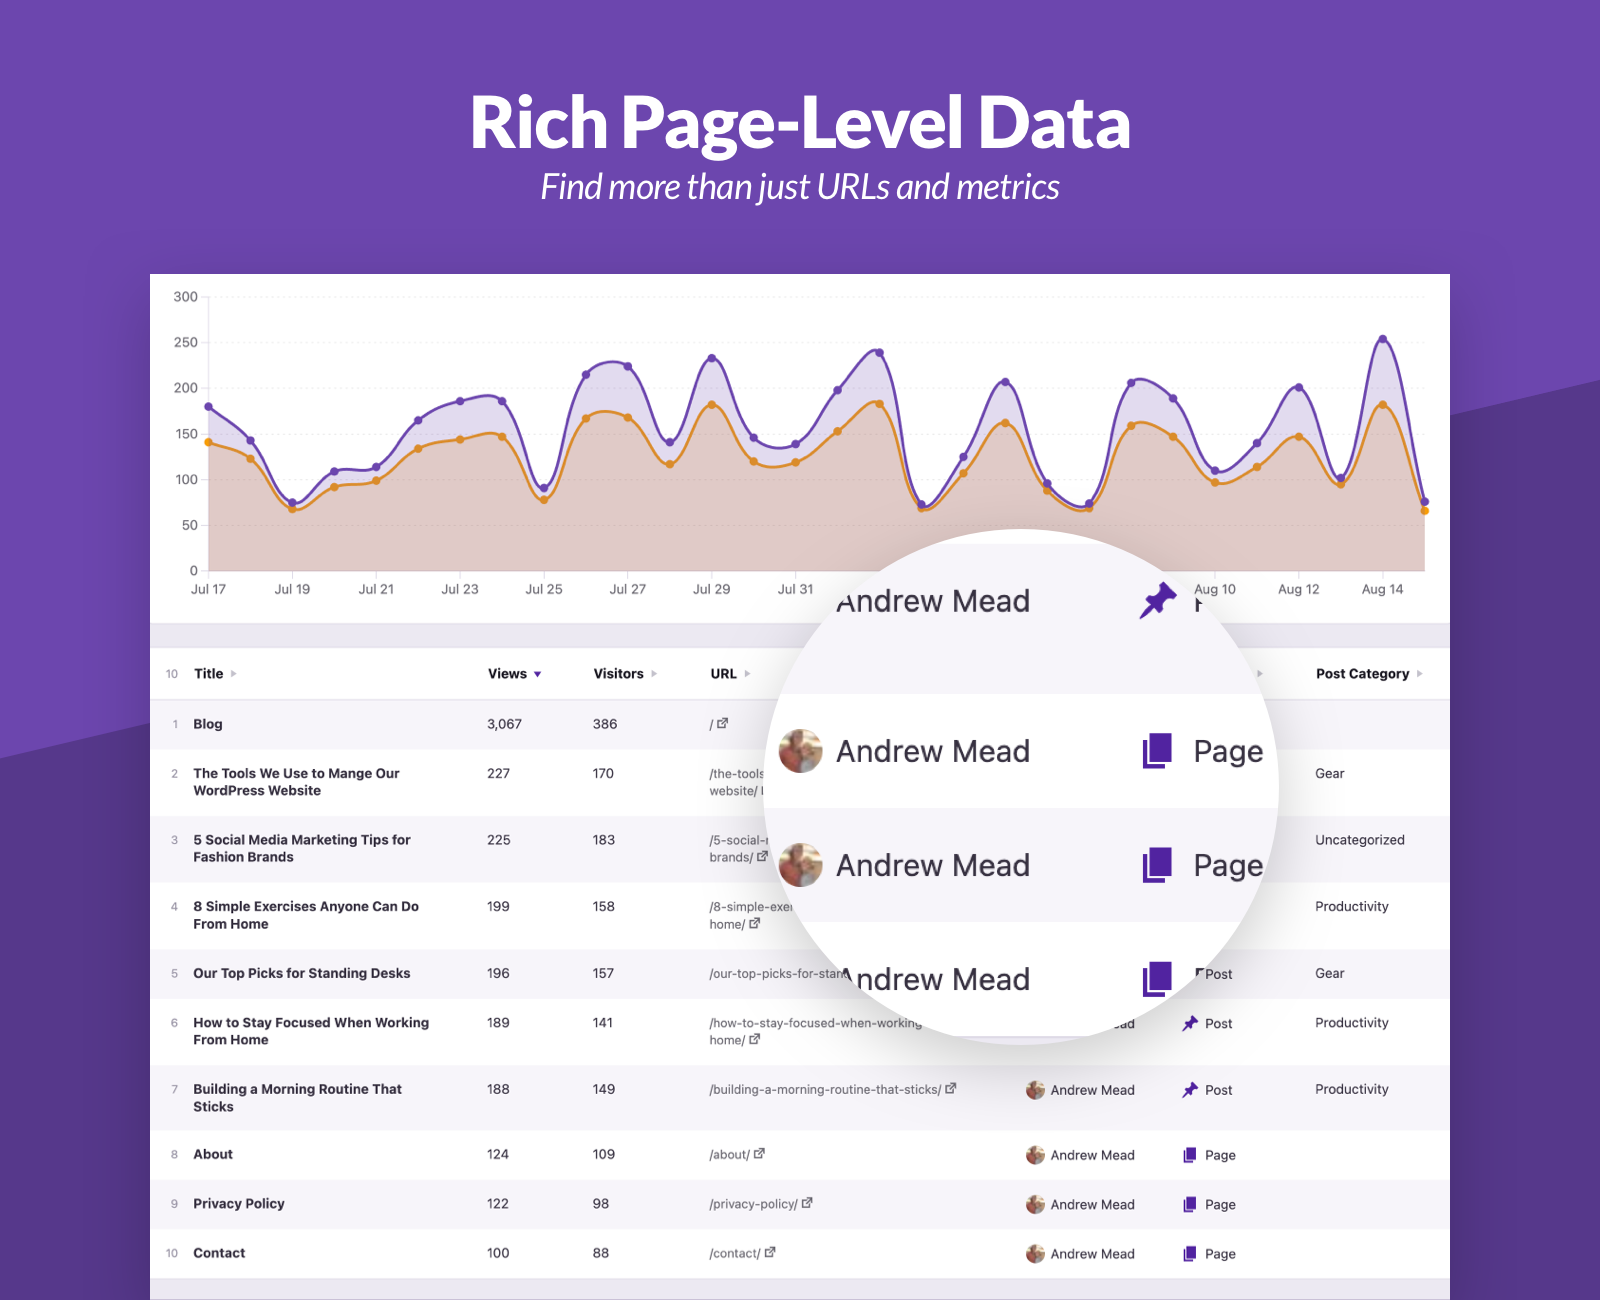 Rich Page-Level Data
Find more than just URLs and metrics
300
250
200
150
100
50
0
Jul 17 Jul 19 Jul 21 Jul 23 Jul 25 Jul 27 Jul 29 Jul 31 Aug 10 Aug 12 Aug 14
Andrew Mead
10 Title Views Visitors URL Post Category
1 Blog 3,067 386 /
Andrew Mead Page
2 The Tools We Use to Mange Our 227 170 /the-tools Gear
WordPress Website website/
3 5 Social Media Marketing Tips for 225 183 /5-social- Uncategorized
Fashion Brands brands/
Andrew Mead Page
4 8 Simple Exercises Anyone Can Do 199 158 /8-simple-exer Productivity
From Home home/
5 Our Top Picks for Standing Desks 196 157 /our-top-picks-for-stan Andrew Mead Post Gear
6 How to Stay Focused When Working 189 141 /how-to-stay-focused-when-working ead Post Productivity
From Home home/
7 Building a Morning Routine That 188 149 /building-a-morning-routine-that-sticks/ Andrew Mead Post Productivity
Sticks
8 About 124 109 /about/ Andrew Mead Page
9 Privacy Policy 122 98 /privacy-policy/ Andrew Mead Page
10 Contact 100 88 /contact/ Andrew Mead Page